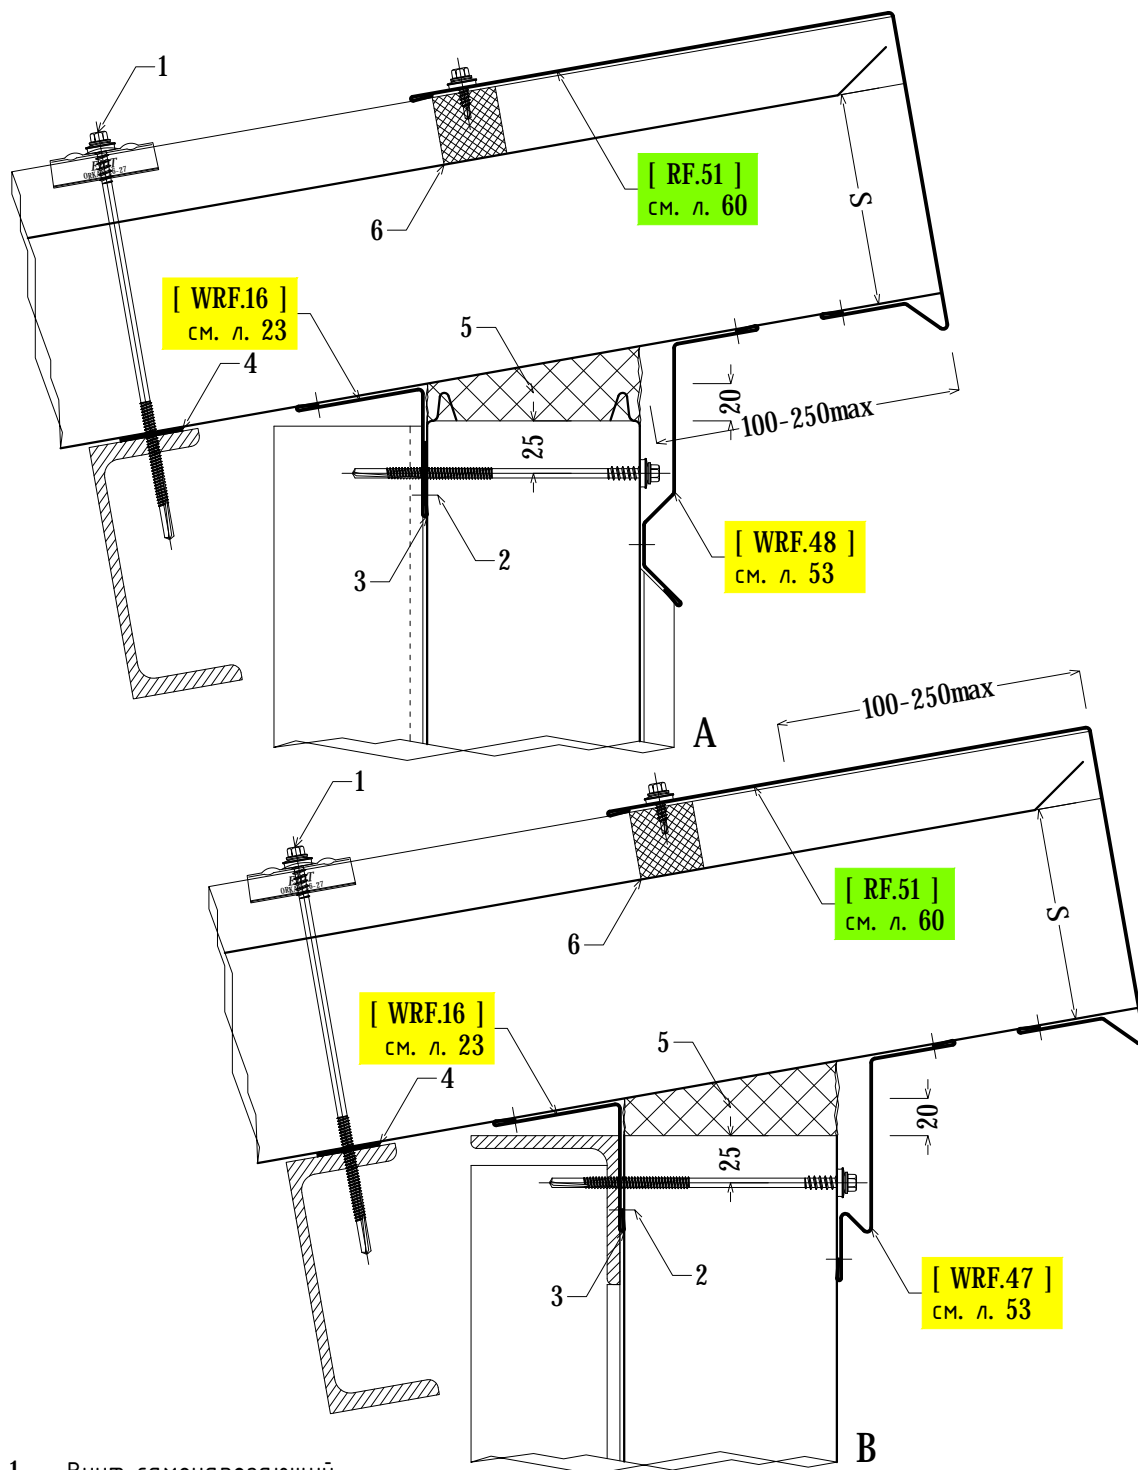 1
[ RF.51 ]
см. л. 60
S
6
[ WRF.16 ]
см. л. 23
5
4
20
100-250max
25
[ WRF.48 ]
см. л. 53
2
3
A
100-250max
1
[ RF.51 ]
см. л. 60
S
6
[ WRF.16 ]
см. л. 23
5
4
20
25
[ WRF.47 ]
см. л. 53
2
3
B
1